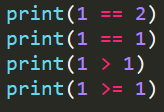 print(1 == 2)
print(1 == 1)
print(1 > 1)
print(1 >= 1)